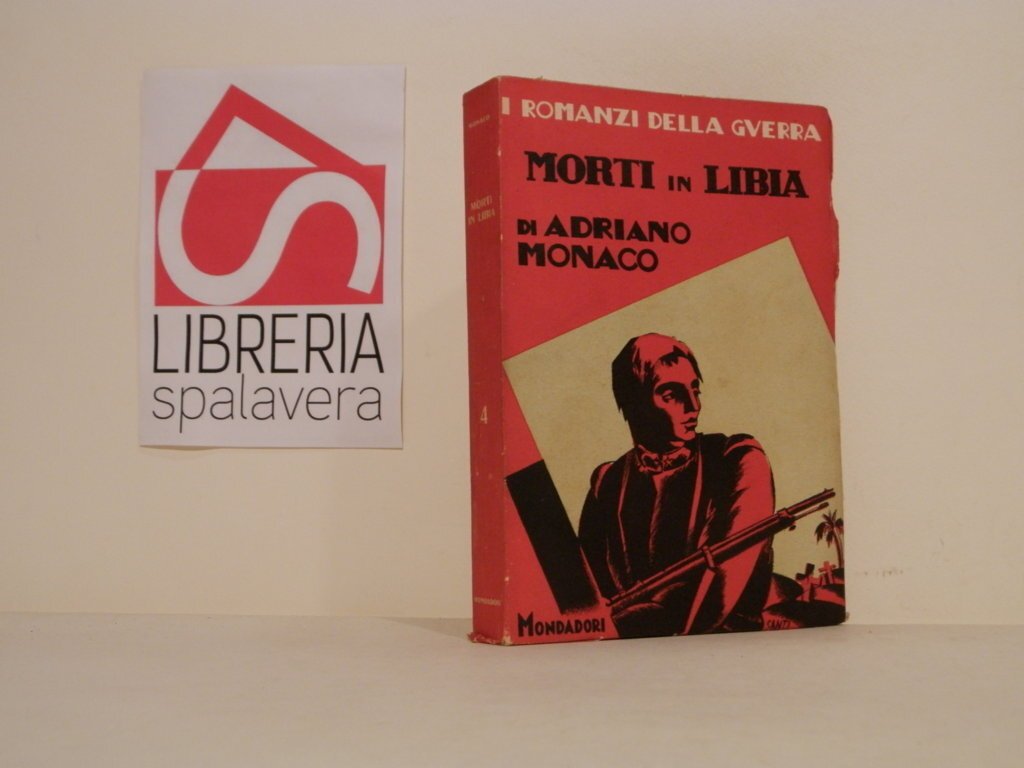 LIBRERIA
spalavera
MONACO
MORTI
IN LIBIA
4
MONDADORI
I ROMANZI DELLA GVERRA
MORTI IN LIBIA
DI ADRIANO
MONACO
MONDADORI